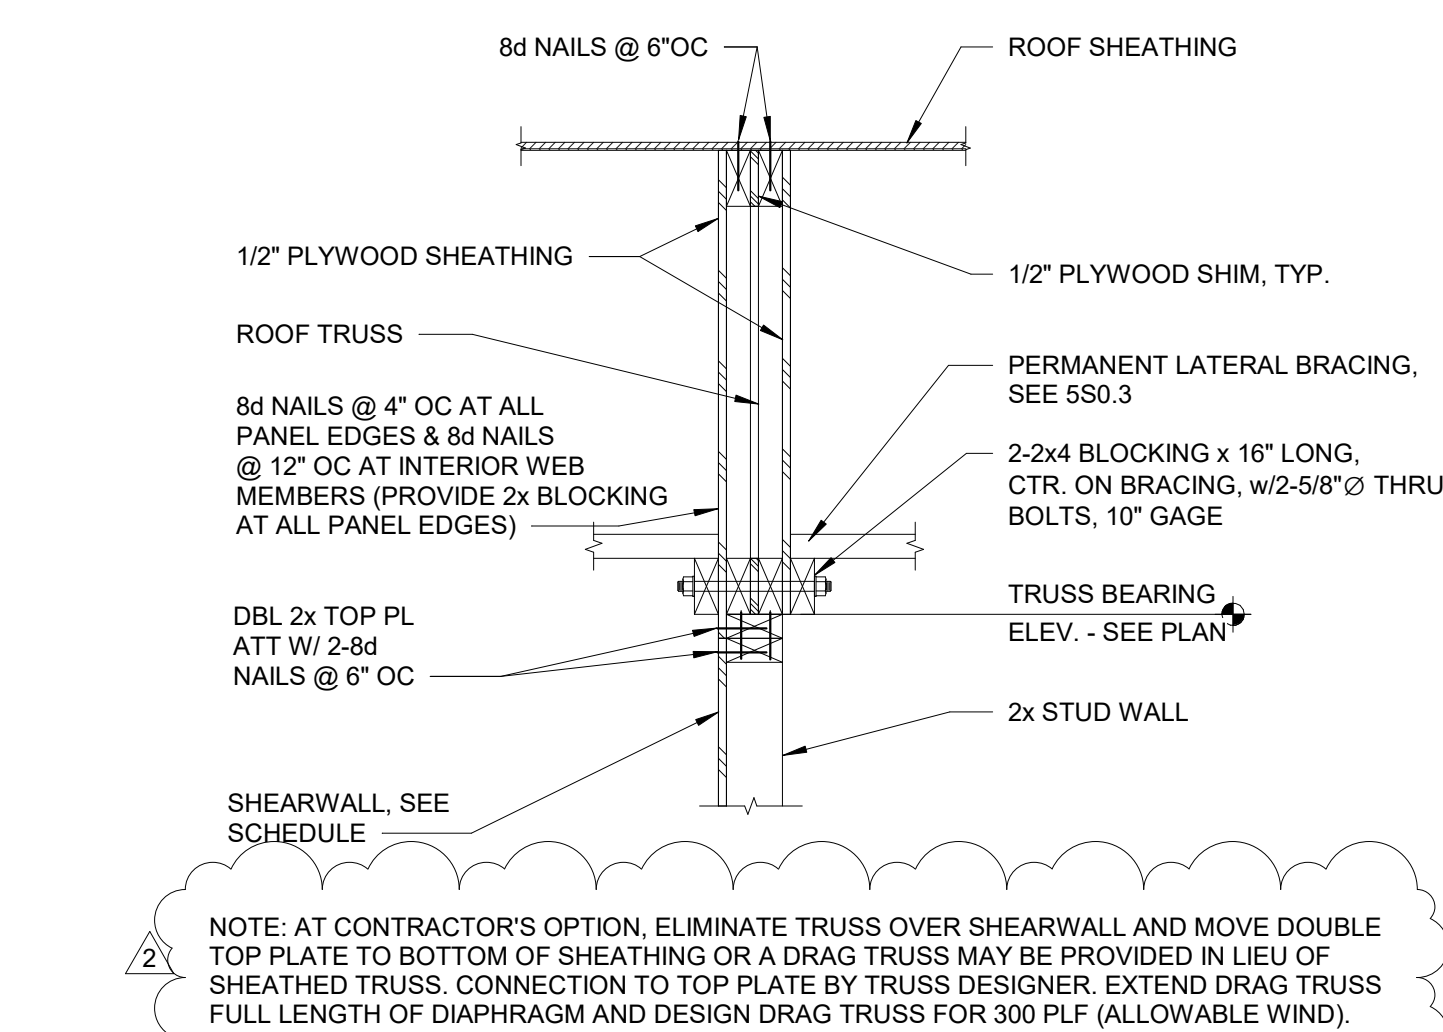 8d NAILS @ 6"OC
ROOF SHEATHING
1/2" PLYWOOD SHEATHING
1/2" PLYWOOD SHIM, TYP.
ROOF TRUSS
PERMANENT LATERAL BRACING,
SEE 5S0.3
8d NAILS @ 4" OC AT ALL
PANEL EDGES & 8d NAILS
@ 12" OC AT INTERIOR WEB
MEMBERS (PROVIDE 2x BLOCKING
AT ALL PANEL EDGES)
2-2x4 BLOCKING x 16" LONG,
CTR. ON BRACING, w/2-5/8"Ø THRU
BOLTS, 10" GAGE
TRUSS BEARING
ELEV. - SEE PLAN
DBL 2x TOP PL
ATT W/ 2-8d
NAILS @ 6" OC
2x STUD WALL
SHEARWALL, SEE
SCHEDULE
2
NOTE: AT CONTRACTOR'S OPTION, ELIMINATE TRUSS OVER SHEARWALL AND MOVE DOUBLE
TOP PLATE TO BOTTOM OF SHEATHING OR A DRAG TRUSS MAY BE PROVIDED IN LIEU OF
SHEATHED TRUSS. CONNECTION TO TOP PLATE BY TRUSS DESIGNER. EXTEND DRAG TRUSS
FULL LENGTH OF DIAPHRAGM AND DESIGN DRAG TRUSS FOR 300 PLF (ALLOWABLE WIND).